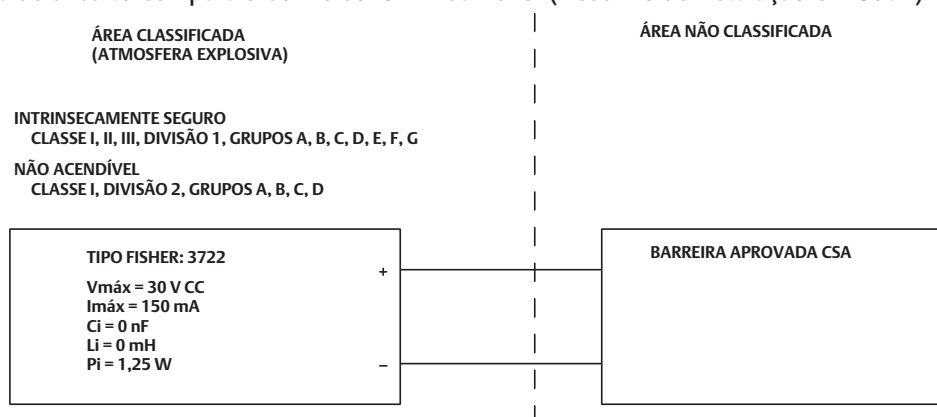 ÁREA CLASSIFICADA
(ATMOSFERA EXPLOSIVA)
ÁREA NÃO CLASSIFICADA
INTRINSECAMENTE SEGURO
CLASSE I, II, III, DIVISÃO 1, GRUPOS A, B, C, D, E, F, G
NÃO ACENDÍVEL
CLASSE I, DIVISÃO 2, GRUPOS A, B, C, D
TIPO FISHER: 3722
Vmáx = 30 V CC
Imáx = 150 mA
Ci = 0 nF
Li = 0 mH
Pi = 1,25 W
+
–
BARREIRA APROVADA CSA